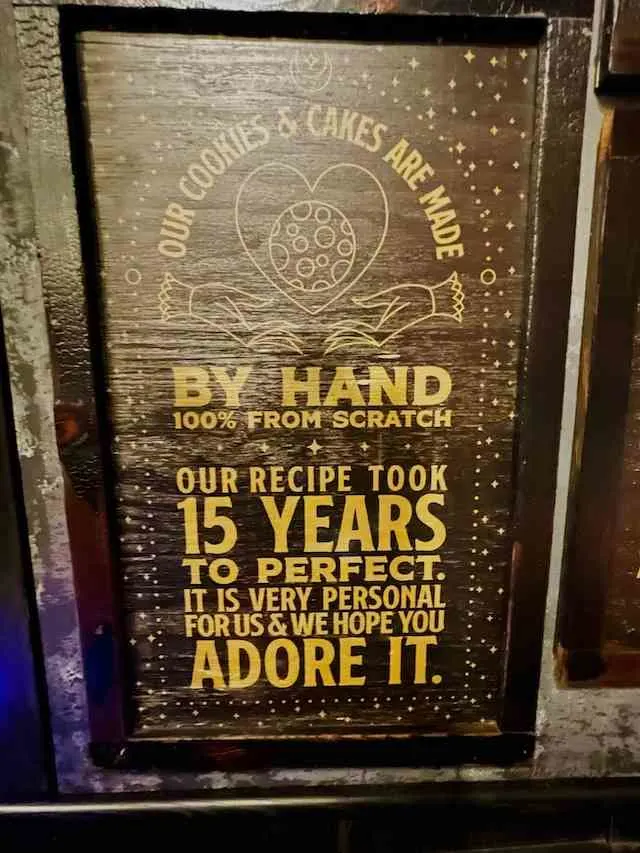 OUR COOKIES & CAKES ARE MADE
BY HAND
100% FROM SCRATCH
OUR RECIPE TOOK
15 YEARS
TO PERFECT.
IT IS VERY PERSONAL
FOR US & WE HOPE YOU
ADORE IT.